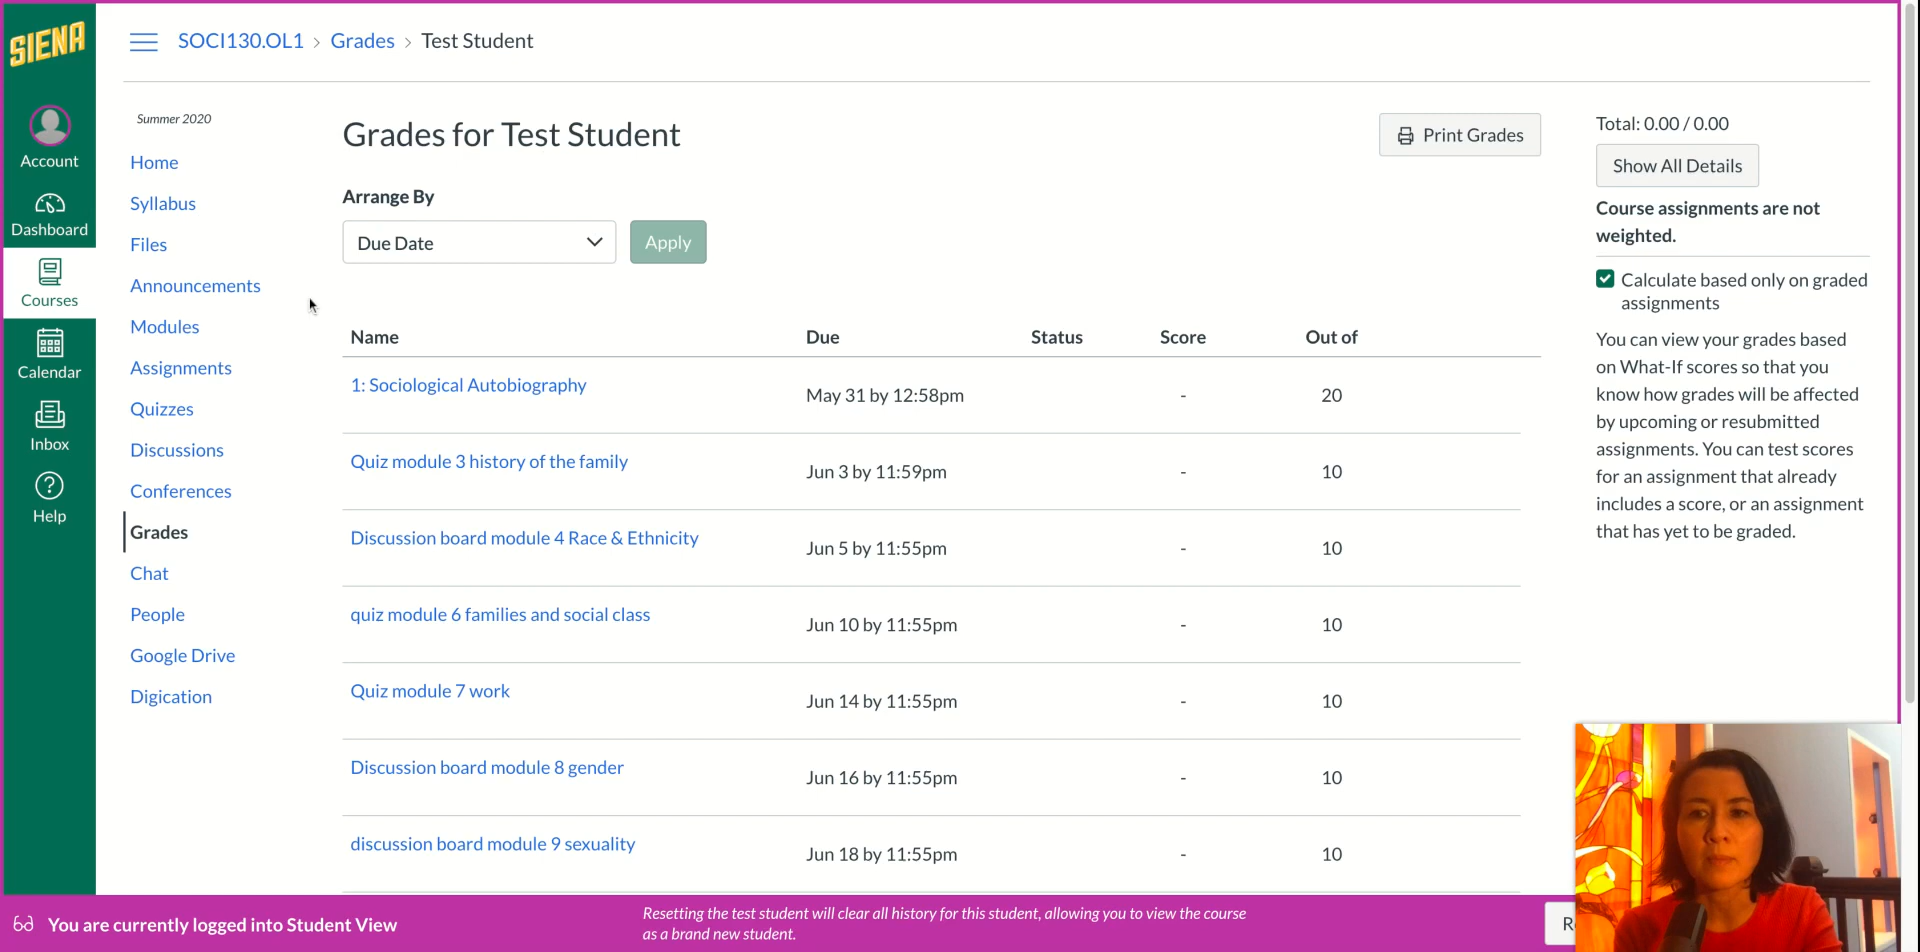 SIENA
SOCI130.OL1 > Grades > Test Student
Account
Dashboard
Courses
Calendar
Inbox
Help
Summer 2020
Home
Syllabus
Files
Announcements
Modules
Assignments
Quizzes
Discussions
Conferences
Grades
Chat
People
Google Drive
Digication
Grades for Test Student
Print Grades
Arrange By
Due Date
Apply
Name Due Status Score Out of
1: Sociological Autobiography May 31 by 12:58pm - 20
Quiz module 3 history of the family Jun 3 by 11:59pm - 10
Discussion board module 4 Race & Ethnicity Jun 5 by 11:55pm - 10
quiz module 6 families and social class Jun 10 by 11:55pm - 10
Quiz module 7 work Jun 14 by 11:55pm - 10
Discussion board module 8 gender Jun 16 by 11:55pm - 10
discussion board module 9 sexuality Jun 18 by 11:55pm - 10
Total: 0.00 / 0.00
Show All Details
Course assignments are not
weighted.
Calculate based only on graded
assignments
You can view your grades based
on What-If scores so that you
know how grades will be affected
by upcoming or resubmitted
assignments. You can test scores
for an assignment that already
includes a score, or an assignment
that has yet to be graded.
You are currently logged into Student View
Resetting the test student will clear all history for this student, allowing you to view the course
as a brand new student.